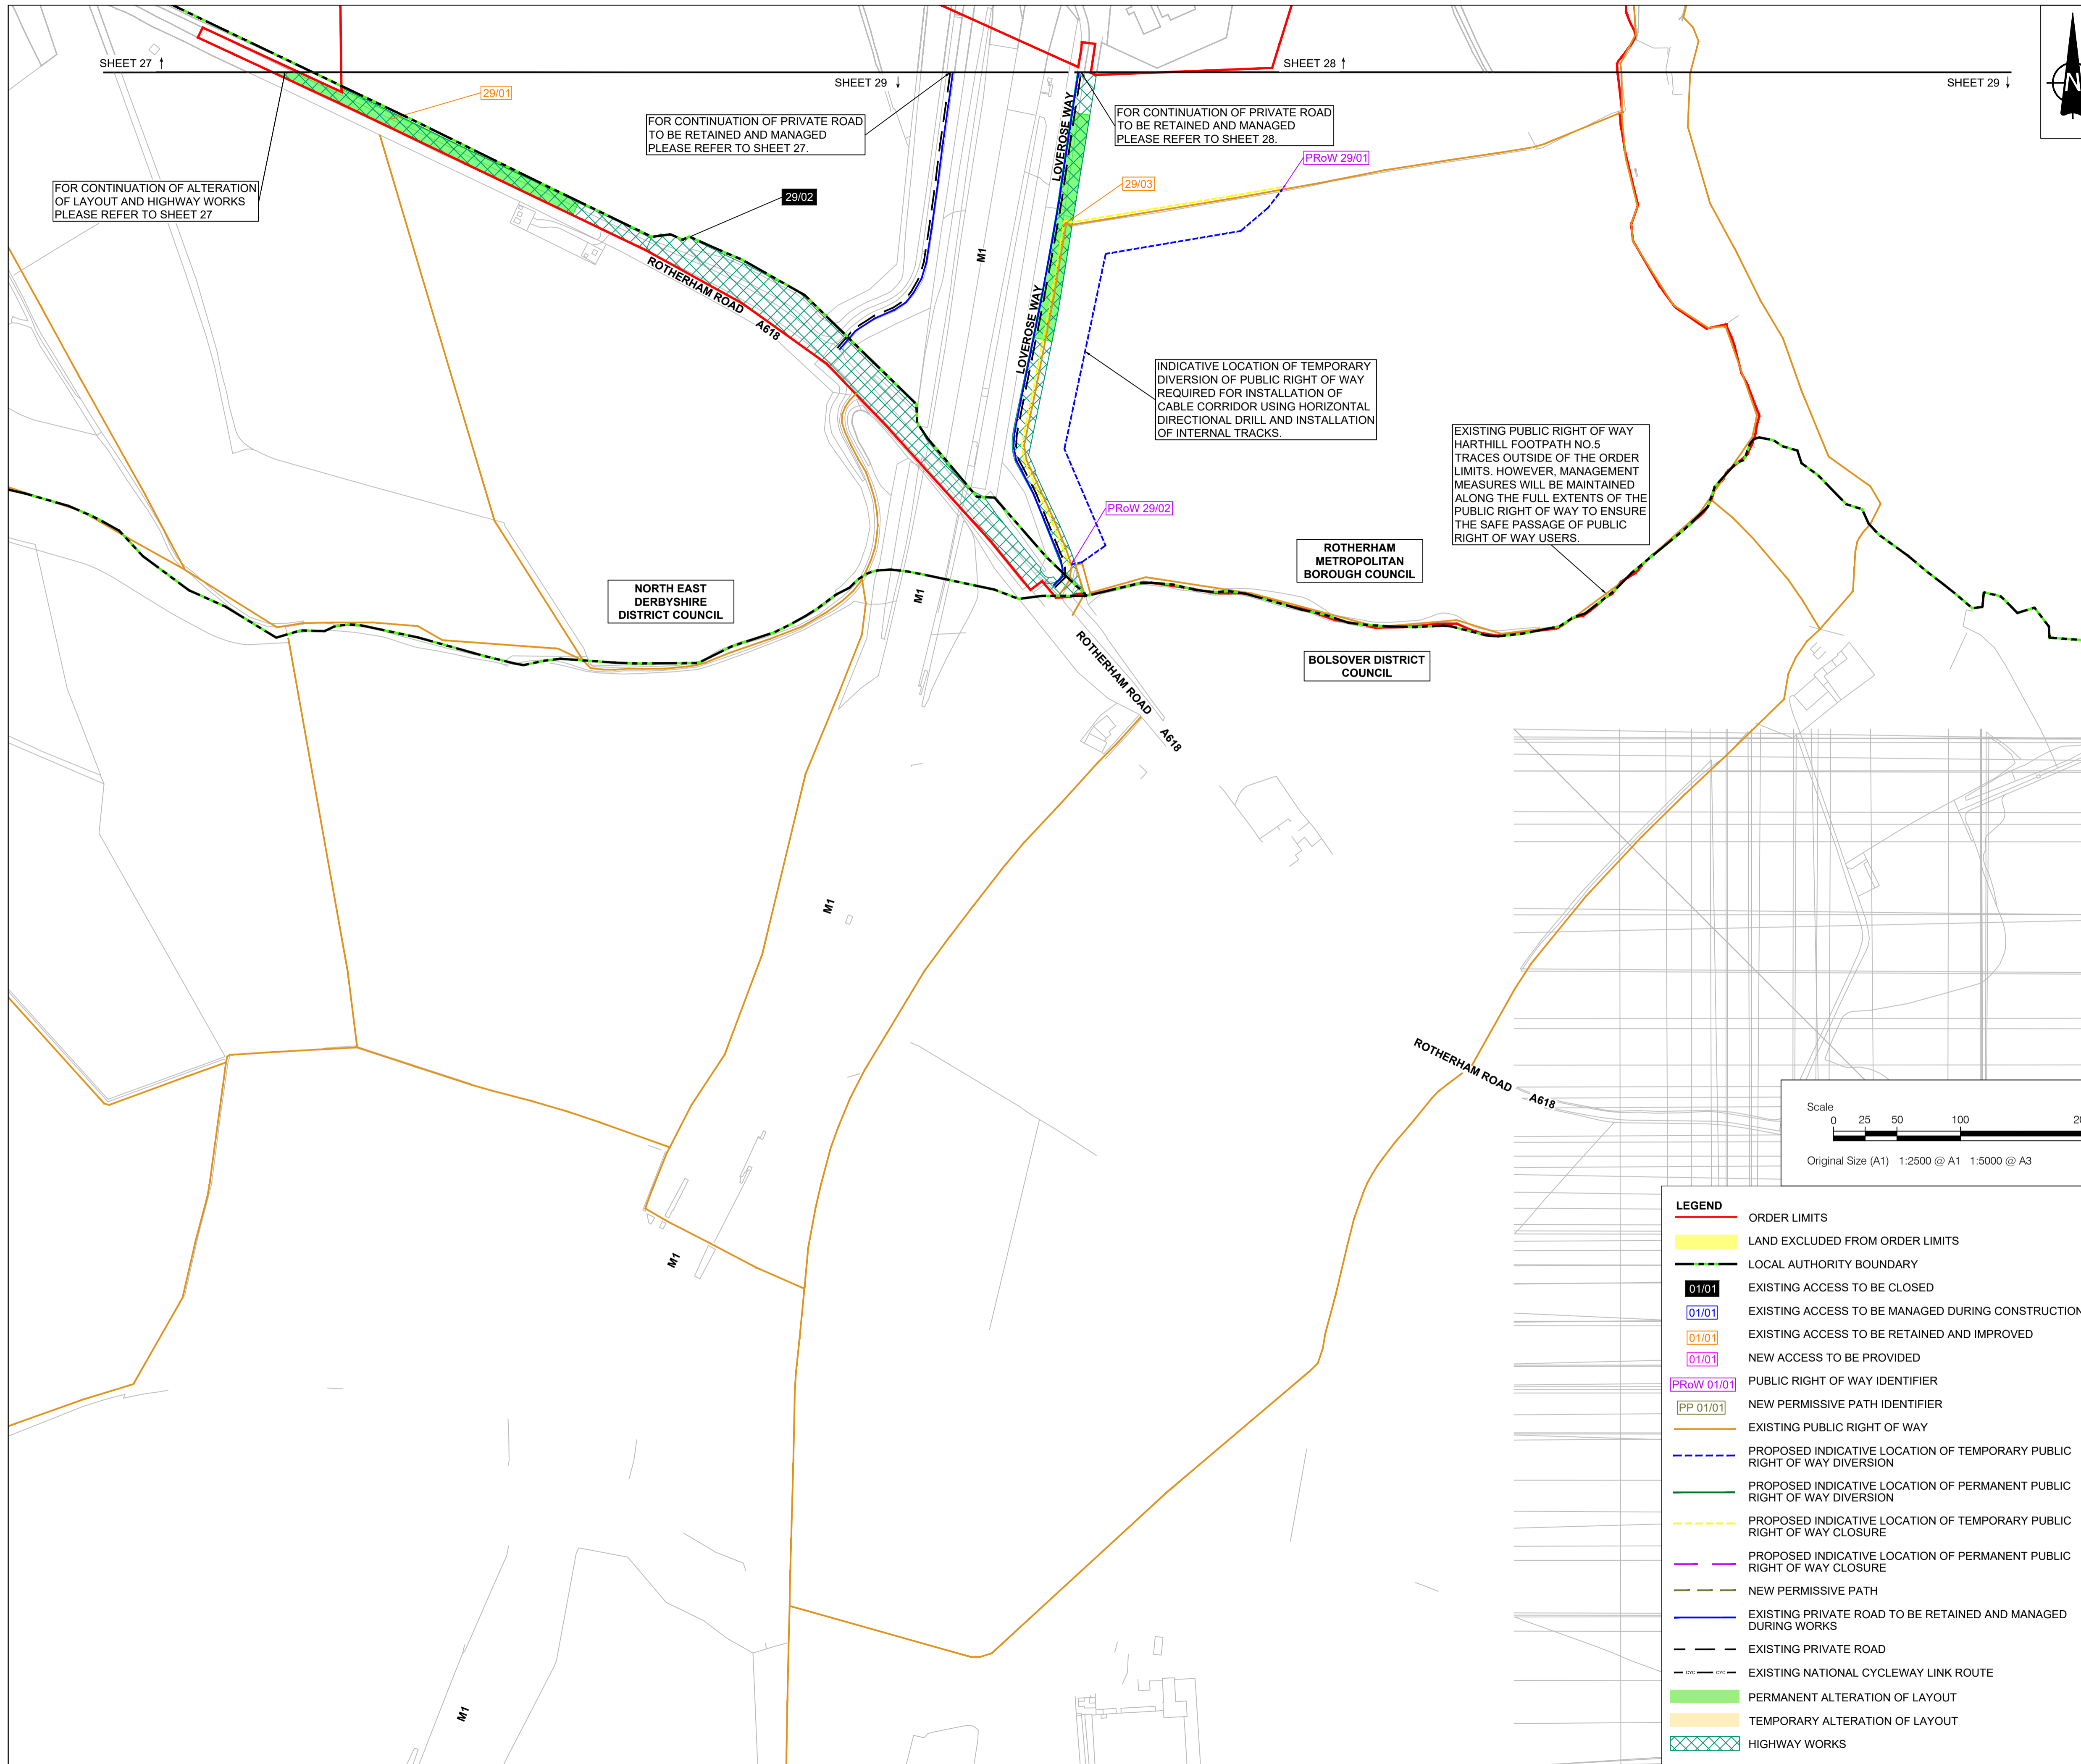 SHEET 27 ↑
SHEET 29 ↓
SHEET 28 ↑
SHEET 29 ↓
N
29/01
FOR CONTINUATION OF PRIVATE ROAD
TO BE RETAINED AND MANAGED
PLEASE REFER TO SHEET 27.
LOVEROSE WAY
FOR CONTINUATION OF PRIVATE ROAD
TO BE RETAINED AND MANAGED
PLEASE REFER TO SHEET 28.
PRoW 29/01
FOR CONTINUATION OF ALTERATION
OF LAYOUT AND HIGHWAY WORKS
PLEASE REFER TO SHEET 27
29/02
29/03
M1
ROTHERHAM ROAD
A618
LOVEROSE WAY
INDICATIVE LOCATION OF TEMPORARY
DIVERSION OF PUBLIC RIGHT OF WAY
REQUIRED FOR INSTALLATION OF
CABLE CORRIDOR USING HORIZONTAL
DIRECTIONAL DRILL AND INSTALLATION
OF INTERNAL TRACKS.
EXISTING PUBLIC RIGHT OF WAY
HARTHILL FOOTPATH NO.5
TRACES OUTSIDE OF THE ORDER
LIMITS. HOWEVER, MANAGEMENT
MEASURES WILL BE MAINTAINED
ALONG THE FULL EXTENTS OF THE
PUBLIC RIGHT OF WAY TO ENSURE
THE SAFE PASSAGE OF PUBLIC
RIGHT OF WAY USERS.
PRoW 29/02
ROTHERHAM
METROPOLITAN
BOROUGH COUNCIL
NORTH EAST
DERBYSHIRE
DISTRICT COUNCIL
M1
BOLSOVER DISTRICT
COUNCIL
ROTHERHAM ROAD
A618
M1
ROTHERHAM ROAD
A618
M1
M1
Scale
0 25 50 100 20
Original Size (A1) 1:2500 @ A1 1:5000 @ A3
LEGEND
ORDER LIMITS
LAND EXCLUDED FROM ORDER LIMITS
LOCAL AUTHORITY BOUNDARY
01/01 EXISTING ACCESS TO BE CLOSED
01/01 EXISTING ACCESS TO BE MANAGED DURING CONSTRUCTION
01/01 EXISTING ACCESS TO BE RETAINED AND IMPROVED
01/01 NEW ACCESS TO BE PROVIDED
PRoW 01/01 PUBLIC RIGHT OF WAY IDENTIFIER
PP 01/01 NEW PERMISSIVE PATH IDENTIFIER
EXISTING PUBLIC RIGHT OF WAY
PROPOSED INDICATIVE LOCATION OF TEMPORARY PUBLIC
RIGHT OF WAY DIVERSION
PROPOSED INDICATIVE LOCATION OF PERMANENT PUBLIC
RIGHT OF WAY DIVERSION
PROPOSED INDICATIVE LOCATION OF TEMPORARY PUBLIC
RIGHT OF WAY CLOSURE
PROPOSED INDICATIVE LOCATION OF PERMANENT PUBLIC
RIGHT OF WAY CLOSURE
NEW PERMISSIVE PATH
EXISTING PRIVATE ROAD TO BE RETAINED AND MANAGED
DURING WORKS
EXISTING PRIVATE ROAD
CYC CYC EXISTING NATIONAL CYCLEWAY LINK ROUTE
PERMANENT ALTERATION OF LAYOUT
TEMPORARY ALTERATION OF LAYOUT
HIGHWAY WORKS